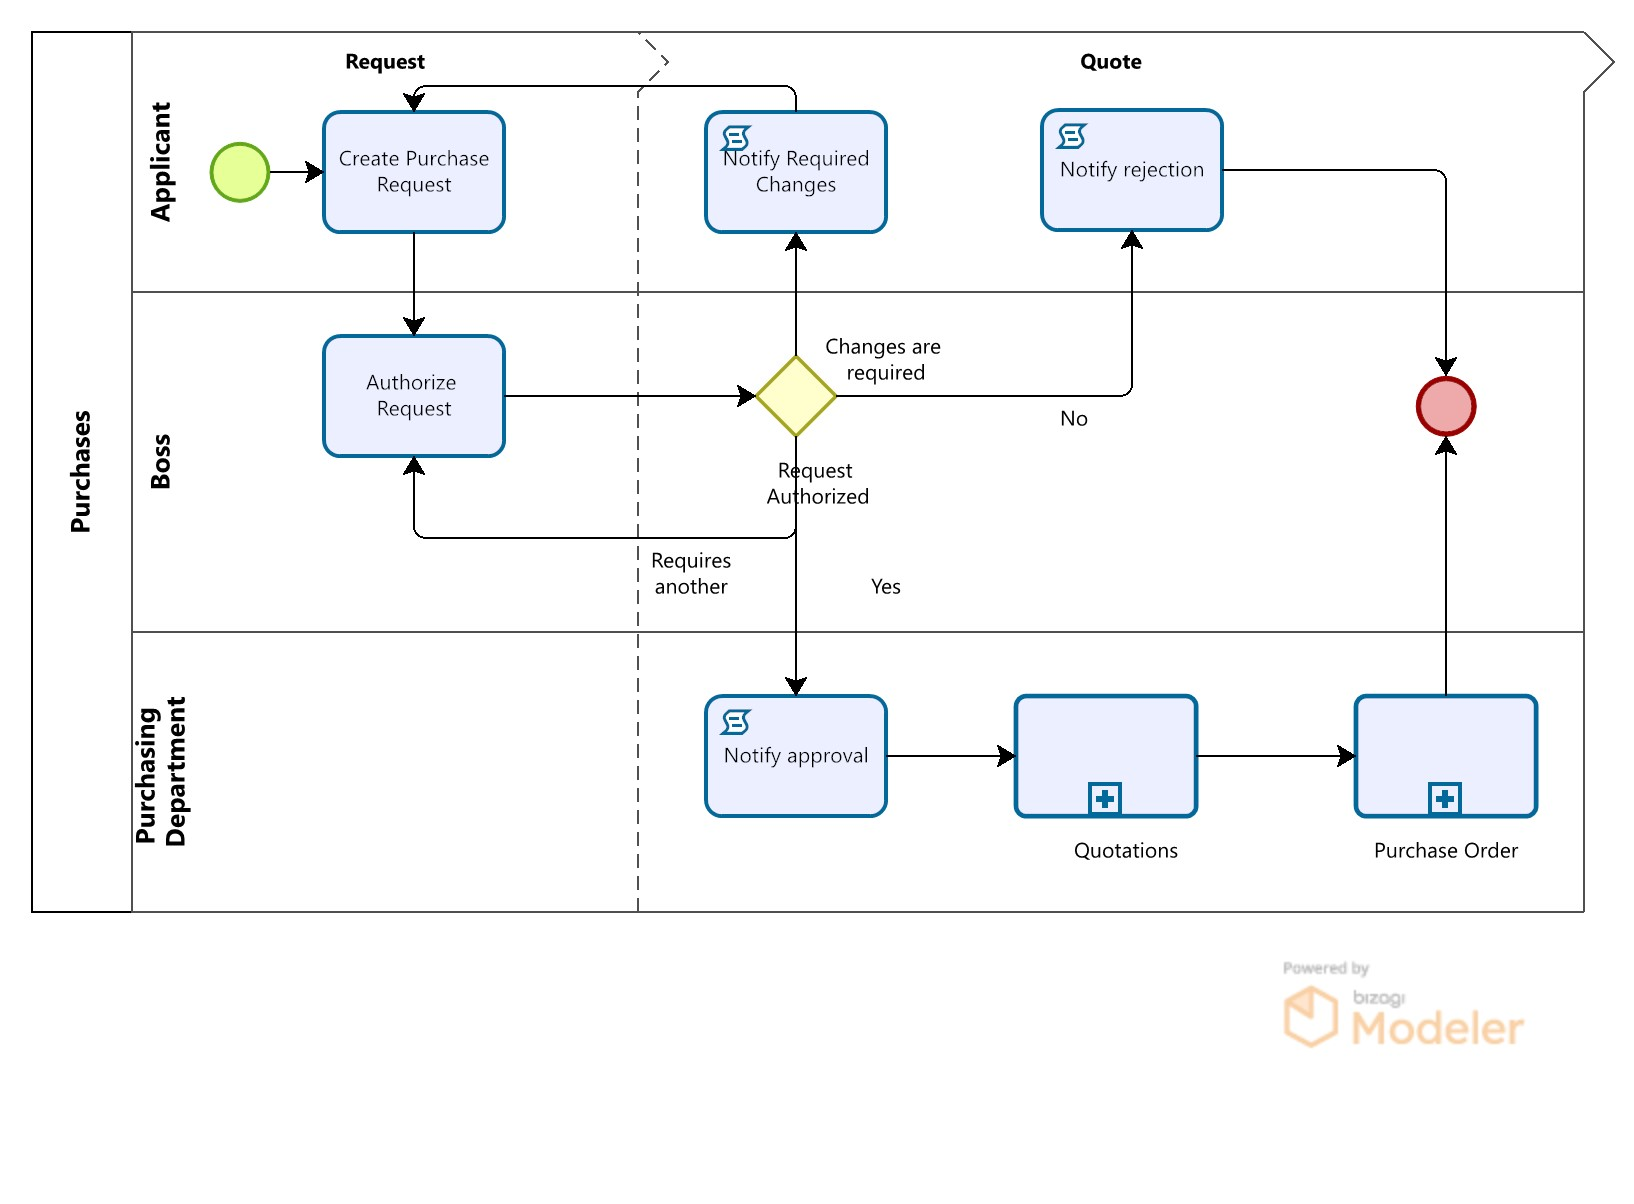 Request
Quote
Purchases
Applicant
Create Purchase
Request
Notify Required
Changes
Notify rejection
Boss
Authorize
Request
Changes are
required
No
Request
Authorized
Requires
another
Yes
Purchasing
Department
Notify approval
Quotations
Purchase Order
Powered by
bizagi
Modeler